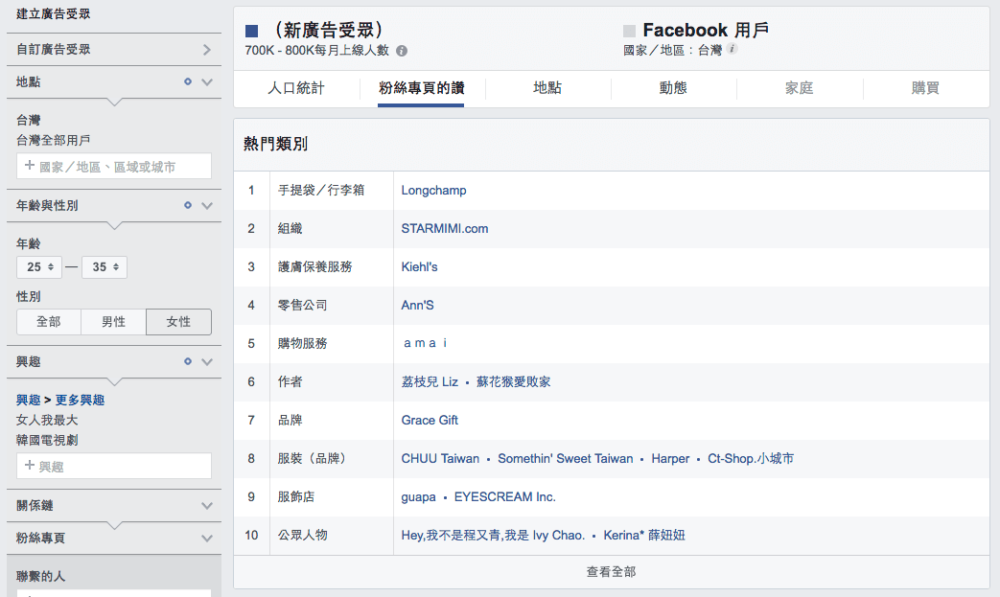 建立廣告受眾
自訂廣告受眾
地點
台灣
台灣全部用戶
國家／地區、區域或城市
年齡與性別
年齡
25 — 35
性別
全部 男性 女性
興趣
興趣 > 更多興趣
女人我最大
韓國電視劇
興趣
關係鏈
粉絲專頁
聯繫的人
（新廣告受眾）
700K - 800K每月上線人數
Facebook 用戶
國家／地區：台灣
人口統計 粉絲專頁的讚 地點 動態 家庭 購買
熱門類別
1 手提袋／行李箱 Longchamp
2 組織 STARMIMI.com
3 護膚保養服務 Kiehl's
4 零售公司 Ann'S
5 購物服務 ａｍａｉ
6 作者 荔枝兒 Liz • 蘇花猴愛敗家
7 品牌 Grace Gift
8 服裝（品牌） CHUU Taiwan • Somethin' Sweet Taiwan • Harper • Ct-Shop.小城市
9 服飾店 guapa • EYESCREAM Inc.
10 公眾人物 Hey,我不是程又青,我是 Ivy Chao. • Kerina* 薛妞妞
查看全部